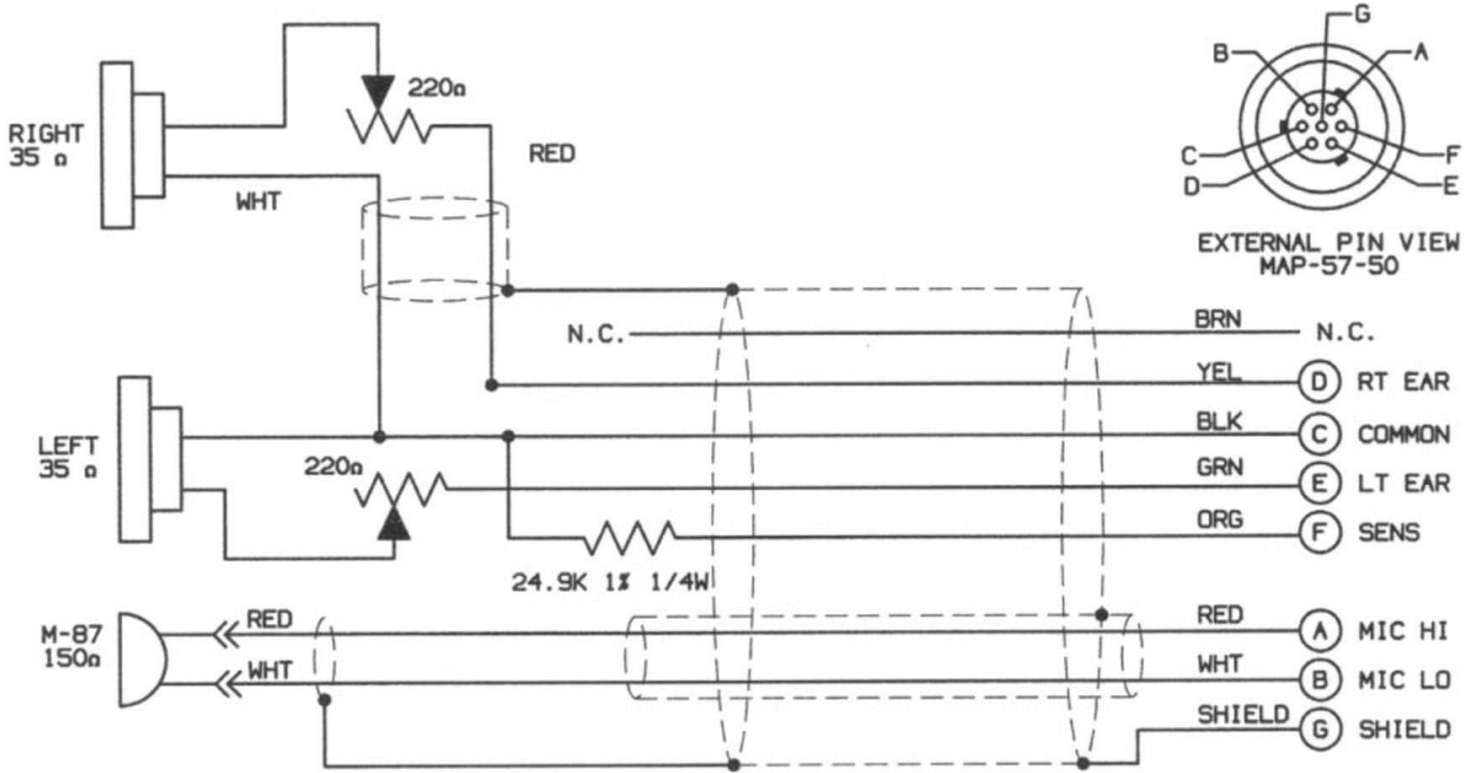 G
B
A
220Ω
RIGHT
35 Ω
RED
C
F
D
E
WHT
EXTERNAL PIN VIEW
MAP-57-50
N.C.
BRN
N.C.
YEL
D RT EAR
BLK
C COMMON
LEFT
35 Ω
220Ω
GRN
E LT EAR
ORG
F SENS
24.9K 1% 1/4W
M-87
150Ω
RED
RED
A MIC HI
WHT
WHT
B MIC LO
SHIELD
G SHIELD